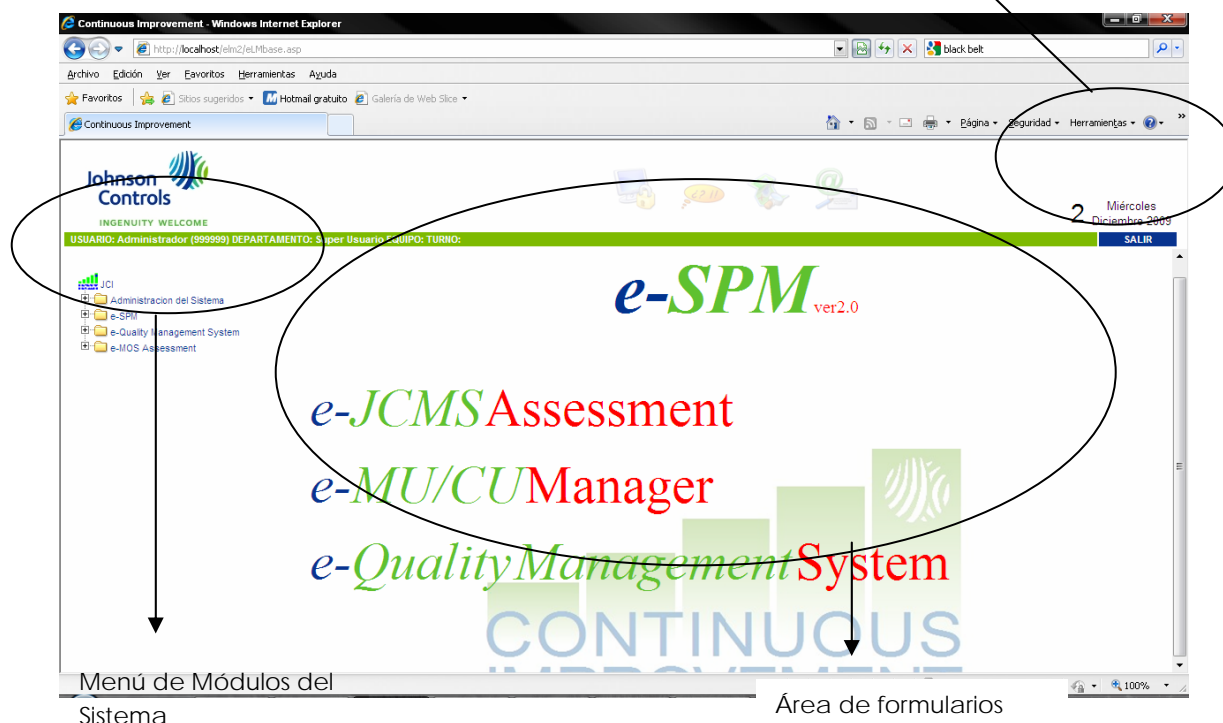 Continuous Improvement - Windows Internet Explorer
http://localhost/elm2/eLMbase.asp
black belt
Archivo Edición Ver Favoritos Herramientas Ayuda
Favoritos Sitios sugeridos Hotmail gratuito Galería de Web Slice
Continuous Improvement
Página Seguridad Herramientas
Johnson
Controls
INGENUITY WELCOME
2
Miércoles
Diciembre 2009
USUARIO: Administrador (999999) DEPARTAMENTO: Super Usuario EQUIPO: TURNO:
SALIR
JCI
Administracion del Sistema
e-SPM
e-Quality Management System
e-MOS Assessment
e-SPM ver2.0
e-JCMS Assessment
e-MU/CU Manager
e-QualityManagement System
CONTINUOUS
IMPROVEMENT
100%
Menú de Módulos del
Sistema
Área de formularios